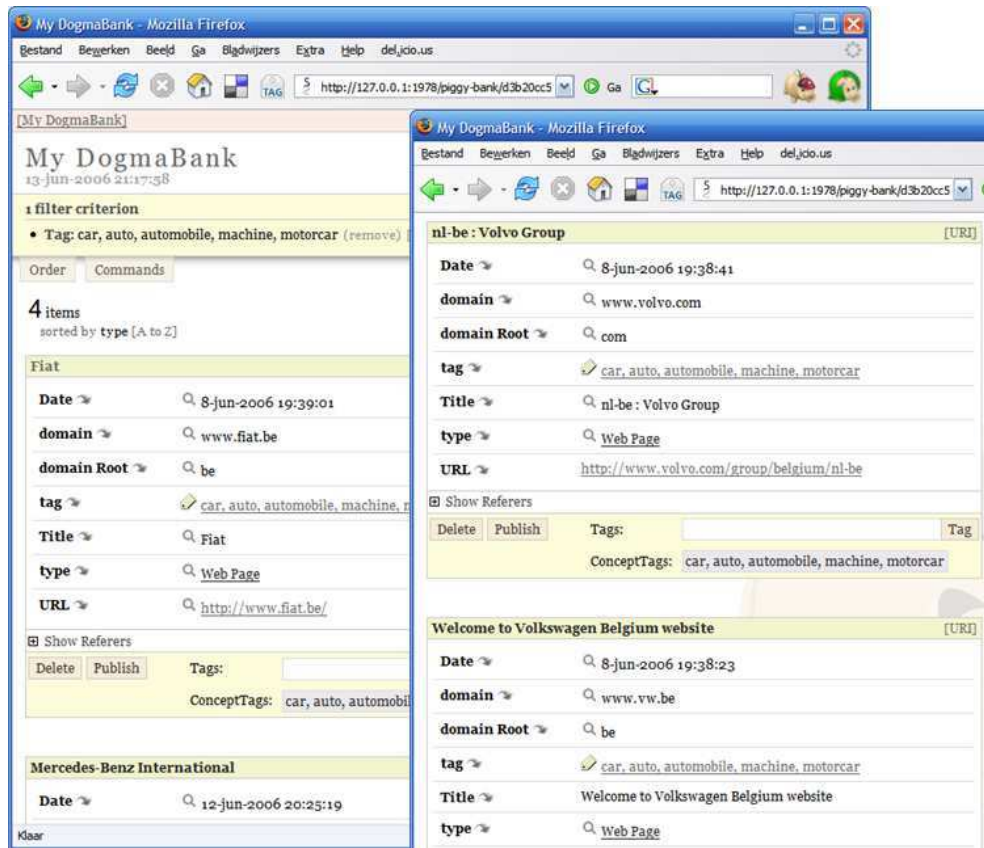 My DogmaBank - Mozilla Firefox
Bestand Bewerken Beeld Ga Bladwijzers Extra Help del.icio.us
TAG http://127.0.0.1:1978/piggy-bank/d3b20cc5 Ga G
[My DogmaBank]
My DogmaBank
13-jun-2006 21:17:58
1 filter criterion
• Tag: car, auto, automobile, machine, motorcar (remove) [
Order Commands
4 items
sorted by type [A to Z]
Fiat
Date 8-jun-2006 19:39:01
domain www.fiat.be
domain Root be
tag car, auto, automobile, machine,
Title Fiat
type Web Page
URL http://www.fiat.be/
Show Referers
Delete Publish Tags:
ConceptTags: car, auto, automobil
Mercedes-Benz International
Date 12-jun-2006 20:25:19
Klaar
My DogmaBank - Mozilla Firefox
Bestand Bewerken Beeld Ga Bladwijzers Extra Help del.icio.us
TAG http://127.0.0.1:1978/piggy-bank/d3b20cc5
nl-be : Volvo Group [URI]
Date 8-jun-2006 19:38:41
domain www.volvo.com
domain Root com
tag car, auto, automobile, machine, motorcar
Title nl-be : Volvo Group
type Web Page
URL http://www.volvo.com/group/belgium/nl-be
Show Referers
Delete Publish Tags: Tag
ConceptTags: car, auto, automobile, machine, motorcar
Welcome to Volkswagen Belgium website [URI]
Date 8-jun-2006 19:38:23
domain www.vw.be
domain Root be
tag car, auto, automobile, machine, motorcar
Title Welcome to Volkswagen Belgium website
type Web Page